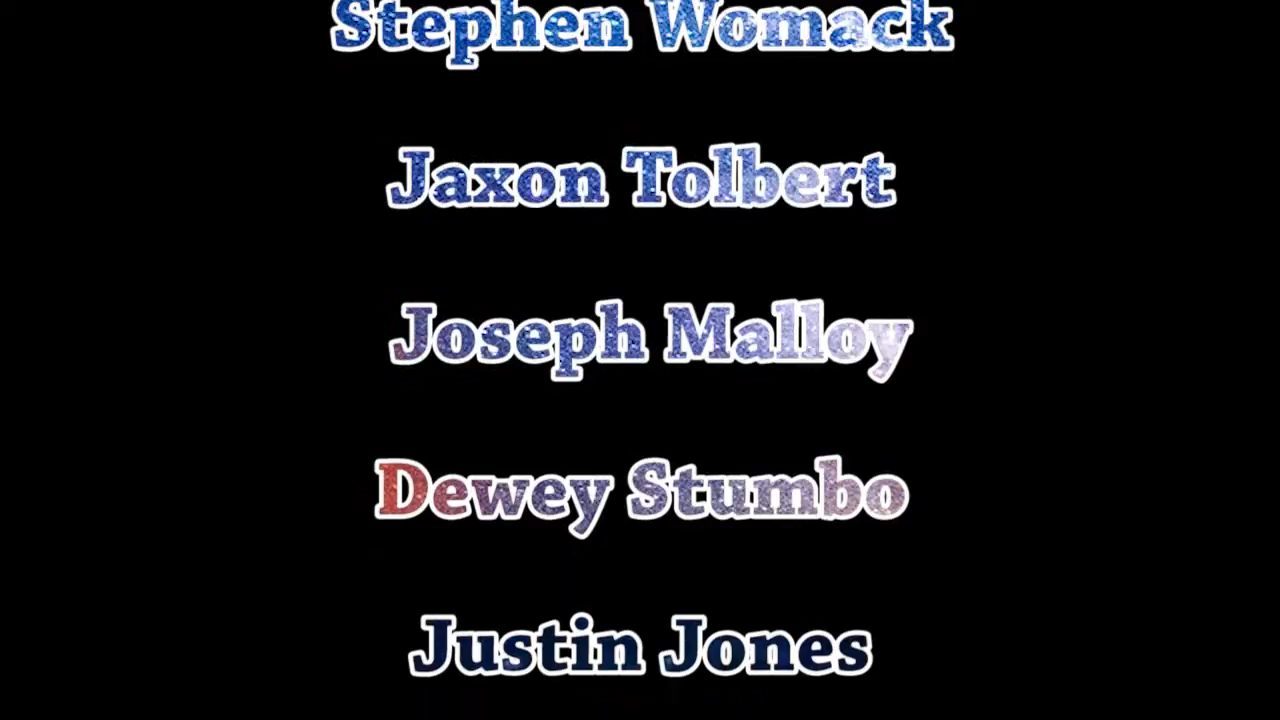 Stephen Womack
Jaxon Tolbert
Joseph Malloy
Dewey Stumbo
Justin Jones